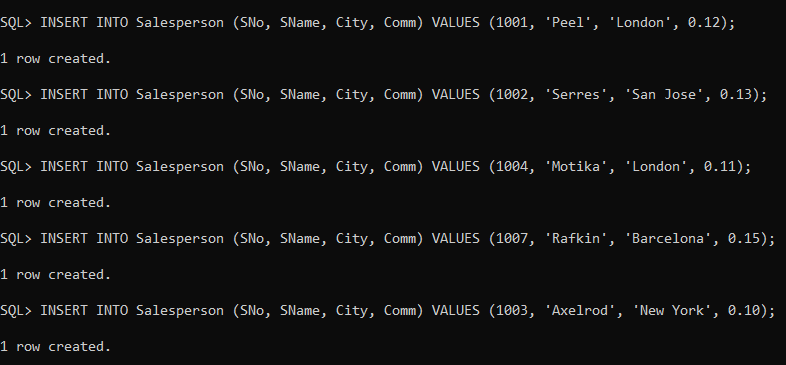 SQL> INSERT INTO Salesperson (SNo, SName, City, Comm) VALUES (1001, 'Peel', 'London', 0.12);
1 row created.
SQL> INSERT INTO Salesperson (SNo, SName, City, Comm) VALUES (1002, 'Serres', 'San Jose', 0.13);
1 row created.
SQL> INSERT INTO Salesperson (SNo, SName, City, Comm) VALUES (1004, 'Motika', 'London', 0.11);
1 row created.
SQL> INSERT INTO Salesperson (SNo, SName, City, Comm) VALUES (1007, 'Rafkin', 'Barcelona', 0.15);
1 row created.
SQL> INSERT INTO Salesperson (SNo, SName, City, Comm) VALUES (1003, 'Axelrod', 'New York', 0.10);
1 row created.